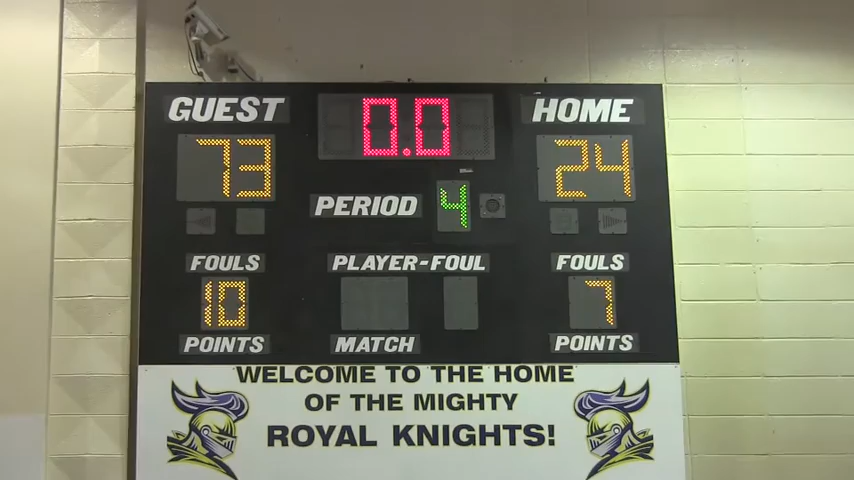 GUEST 0.0 HOME
73 24
PERIOD 4
FOULS PLAYER-FOUL FOULS
10 7
POINTS MATCH POINTS
WELCOME TO THE HOME
OF THE MIGHTY
ROYAL KNIGHTS!